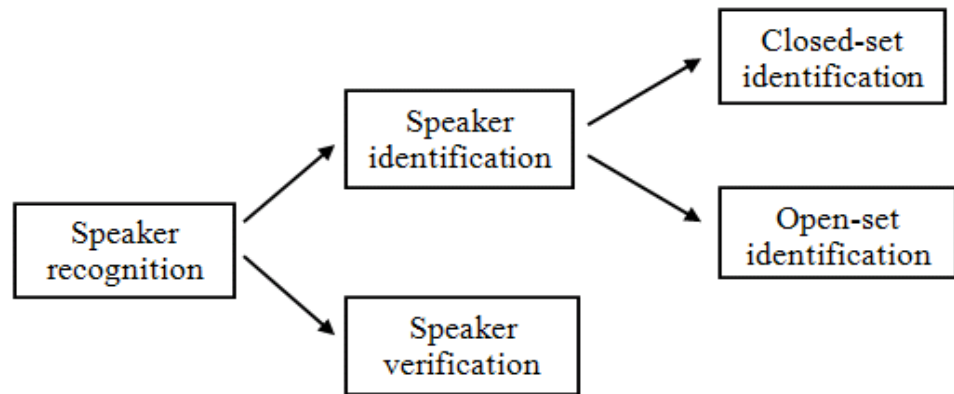 Closed-set
identification
Speaker
identification
Open-set
identification
Speaker
recognition
Speaker
verification